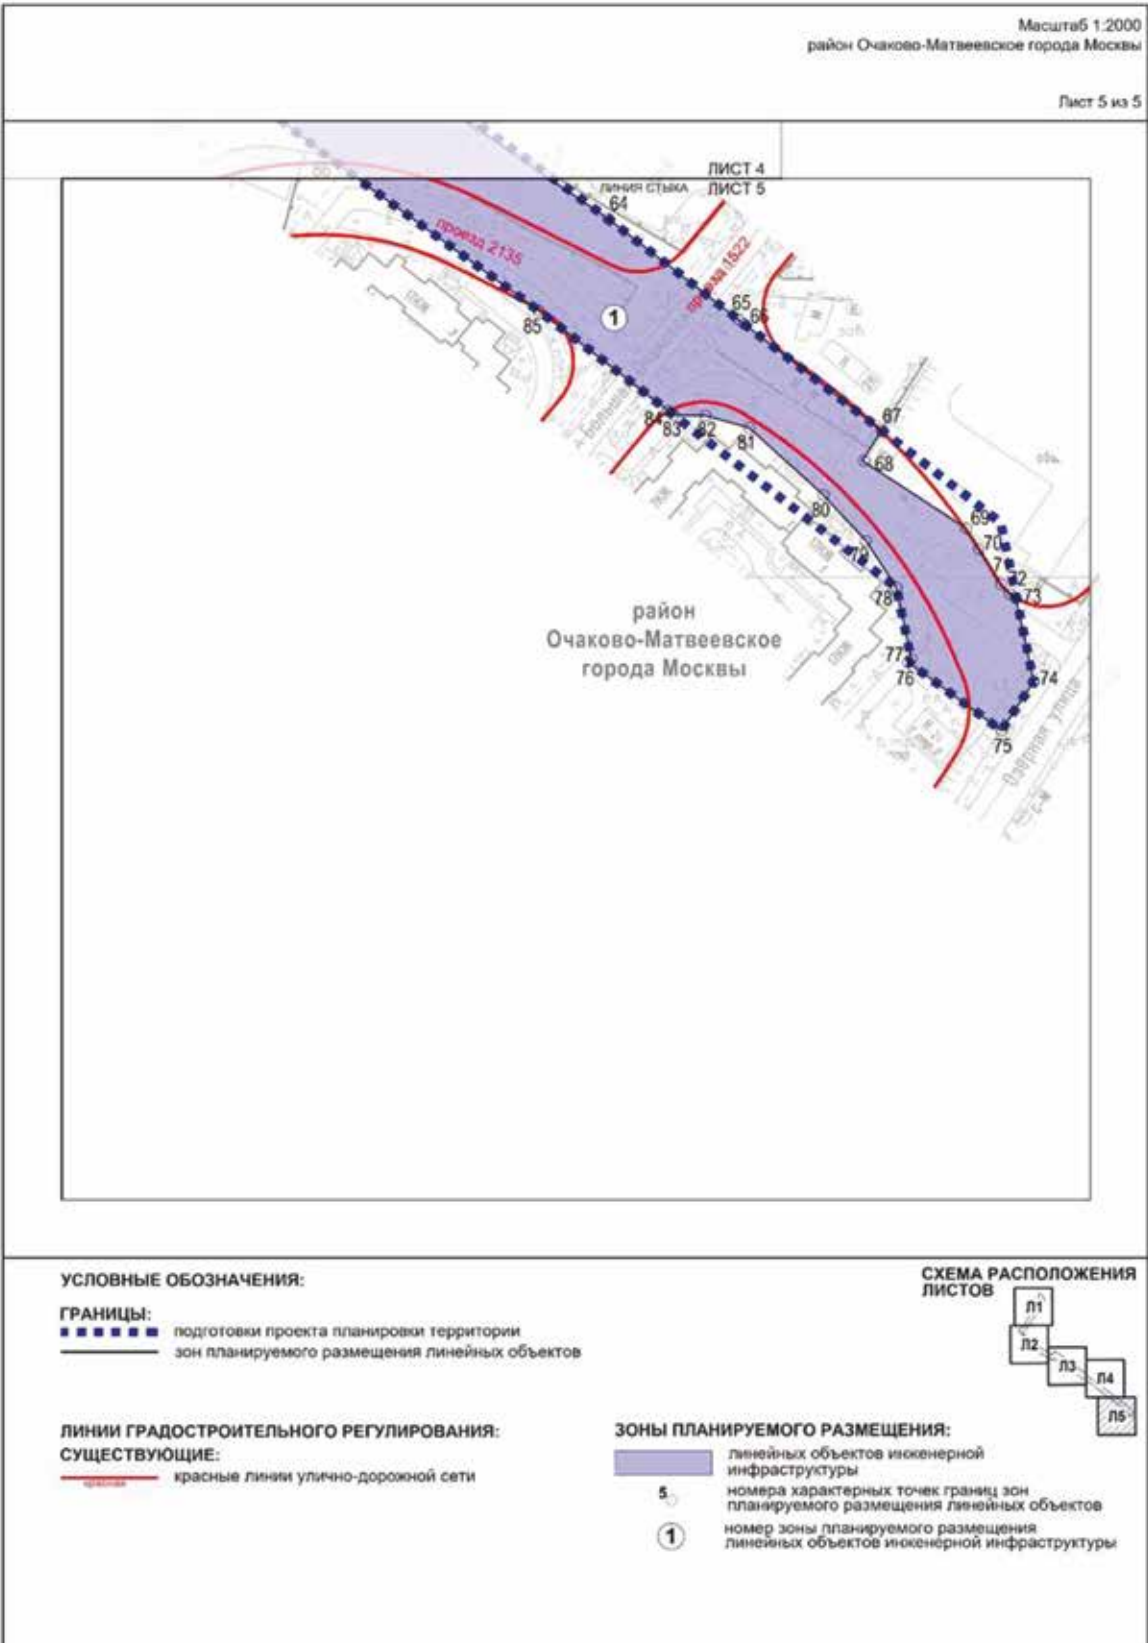 Масштаб 1:2000
район Очаково-Матвеевское города Москвы
Лист 5 из 5
ЛИСТ 4
ЛИНИЯ СТЫКА
ЛИСТ 5
64
проезд 2135
проезд 1522
65
66
1
85
67
84
83
82
81
68
80
69
70
79
72
73
78
район
Очаково-Матвеевское
города Москвы
77
76
74
75
Озёрная улица
УСЛОВНЫЕ ОБОЗНАЧЕНИЯ:
ГРАНИЦЫ:
подготовки проекта планировки территории
зон планируемого размещения линейных объектов
ЛИНИИ ГРАДОСТРОИТЕЛЬНОГО РЕГУЛИРОВАНИЯ:
СУЩЕСТВУЮЩИЕ:
красные линии улично-дорожной сети
СХЕМА РАСПОЛОЖЕНИЯ
ЛИСТОВ
Л1
Л2
Л3
Л4
Л5
ЗОНЫ ПЛАНИРУЕМОГО РАЗМЕЩЕНИЯ:
линейных объектов инженерной
инфраструктуры
5
номера характерных точек границ зон
планируемого размещения линейных объектов
1
номер зоны планируемого размещения
линейных объектов инженерной инфраструктуры